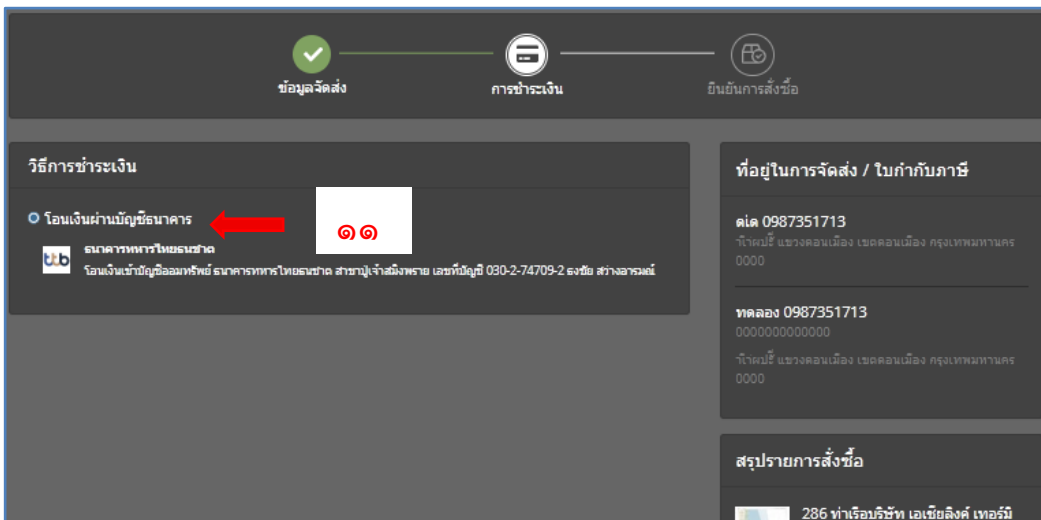 ข้อมูลจัดส่ง
การชำระเงิน
ยืนยันการสั่งซื้อ
วิธีการชำระเงิน
โอนเงินผ่านบัญชีธนาคาร
๑๑
ttb
ธนาคารทหารไทยธนชาต
โอนเงินเข้าบัญชีออมทรัพย์ ธนาคารทหารไทยธนชาต สาขาปู่เจ้าสมิงพราย เลขที่บัญชี 030-2-74709-2 ธงชัย สว่างอารมณ์
ที่อยู่ในการจัดส่ง / ใบกำกับภาษี
0987351713
แขวงดอนเมือง เขตดอนเมือง กรุงเทพมหานคร
0000
ทดลอง 0987351713
0000000000000
แขวงดอนเมือง เขตดอนเมือง กรุงเทพมหานคร
0000
สรุปรายการสั่งซื้อ
286 ท่าเรือบริษัท เอเชียลิงค์ เทอร์มิ